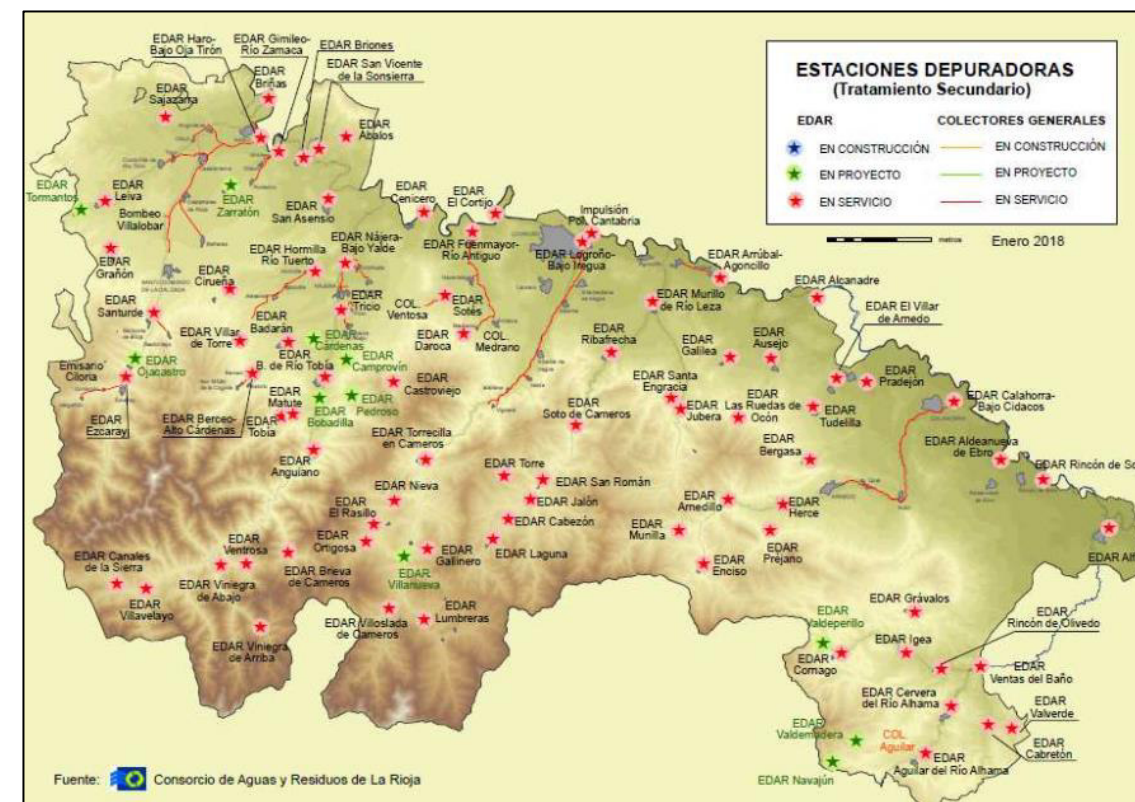 ESTACIONES DEPURADORAS
(Tratamiento Secundario)
EDAR
COLECTORES GENERALES
EN CONSTRUCCIÓN
EN CONSTRUCCIÓN
EN PROYECTO
EN PROYECTO
EN SERVICIO
EN SERVICIO
metros
Enero 2018
EDAR Haro-
Bajo Oja Tirón
EDAR Gimileo-
Río Zamaca
EDAR Briones
EDAR San Vicente
de la Sonsierra
EDAR
Briñas
EDAR
Sajazarra
EDAR
Ábalos
EDAR
Tormantos
EDAR
Leiva
EDAR
Zarratón
Bombeo
Villalobar
EDAR
San Asensio
EDAR
Cenicero
EDAR
El Cortijo
Impulsión
Pol. Cantabria
EDAR
Grañón
EDAR Hormilla
Río Tuerto
EDAR Nájera-
Bajo Yalde
EDAR Fuenmayor-
Río Antiguo
EDAR Logroño-
Bajo Iregua
EDAR Arrúbal-
Agoncillo
EDAR Alcanadre
EDAR
Cirueña
EDAR
Santurde
EDAR
Tricio
COL.
Ventosa
EDAR
Sotés
EDAR Murillo
de Río Leza
EDAR El Villar
de Arnedo
EDAR Villar
de Torre
EDAR
Badarán
EDAR
Cárdenas
EDAR
Daroca
COL.
Medrano
EDAR
Ribafrecha
EDAR
Galilea
EDAR
Ausejo
EDAR
Ojacastro
Emisario
Ciloria
EDAR
B. de Río Tobía
EDAR
Camprovín
EDAR
Castroviejo
EDAR
Pradejón
EDAR
Ezcaray
EDAR Berceo-
Alto Cárdenas
EDAR
Matute
EDAR
Tobía
EDAR
Bobadilla
EDAR
Pedroso
EDAR Santa
Engracia
EDAR
Jubera
EDAR
Las Ruedas de
Ocón
EDAR
Tudelilla
EDAR Calahorra-
Bajo Cidacos
EDAR
Soto de Cameros
EDAR
Anguiano
EDAR Torrecilla
en Cameros
EDAR
Bergasa
EDAR Aldeanueva
de Ebro
EDAR Rincón de So
EDAR Torre
EDAR San Román
EDAR Nieva
EDAR Jalón
EDAR
Arnedillo
EDAR
Herce
EDAR
El Rasillo
EDAR Cabezón
EDAR
Munilla
EDAR
Préjano
EDAR
Ortigosa
EDAR Laguna
EDAR
Ventrosa
EDAR
Gallinero
EDAR
Enciso
EDAR Alf
EDAR Canales
de la Sierra
EDAR Viniegra
de Abajo
EDAR Brieva
de Cameros
EDAR
Villanueva
EDAR
Villavelayo
EDAR Villoslada
de Cameros
EDAR
Lumbreras
EDAR Viniegra
de Arriba
EDAR
Valdeperillo
EDAR Grávalos
EDAR
Rincón de Olivedo
EDAR
Cornago
EDAR Igea
EDAR
Ventas del Baño
EDAR Cervera
del Río Alhama
EDAR
Valverde
EDAR
Valdemadera
COL.
Aguilar
EDAR
Cabretón
EDAR
Aguilar del Río Alhama
EDAR Navajún
Fuente:
Consorcio de Aguas y Residuos de La Rioja